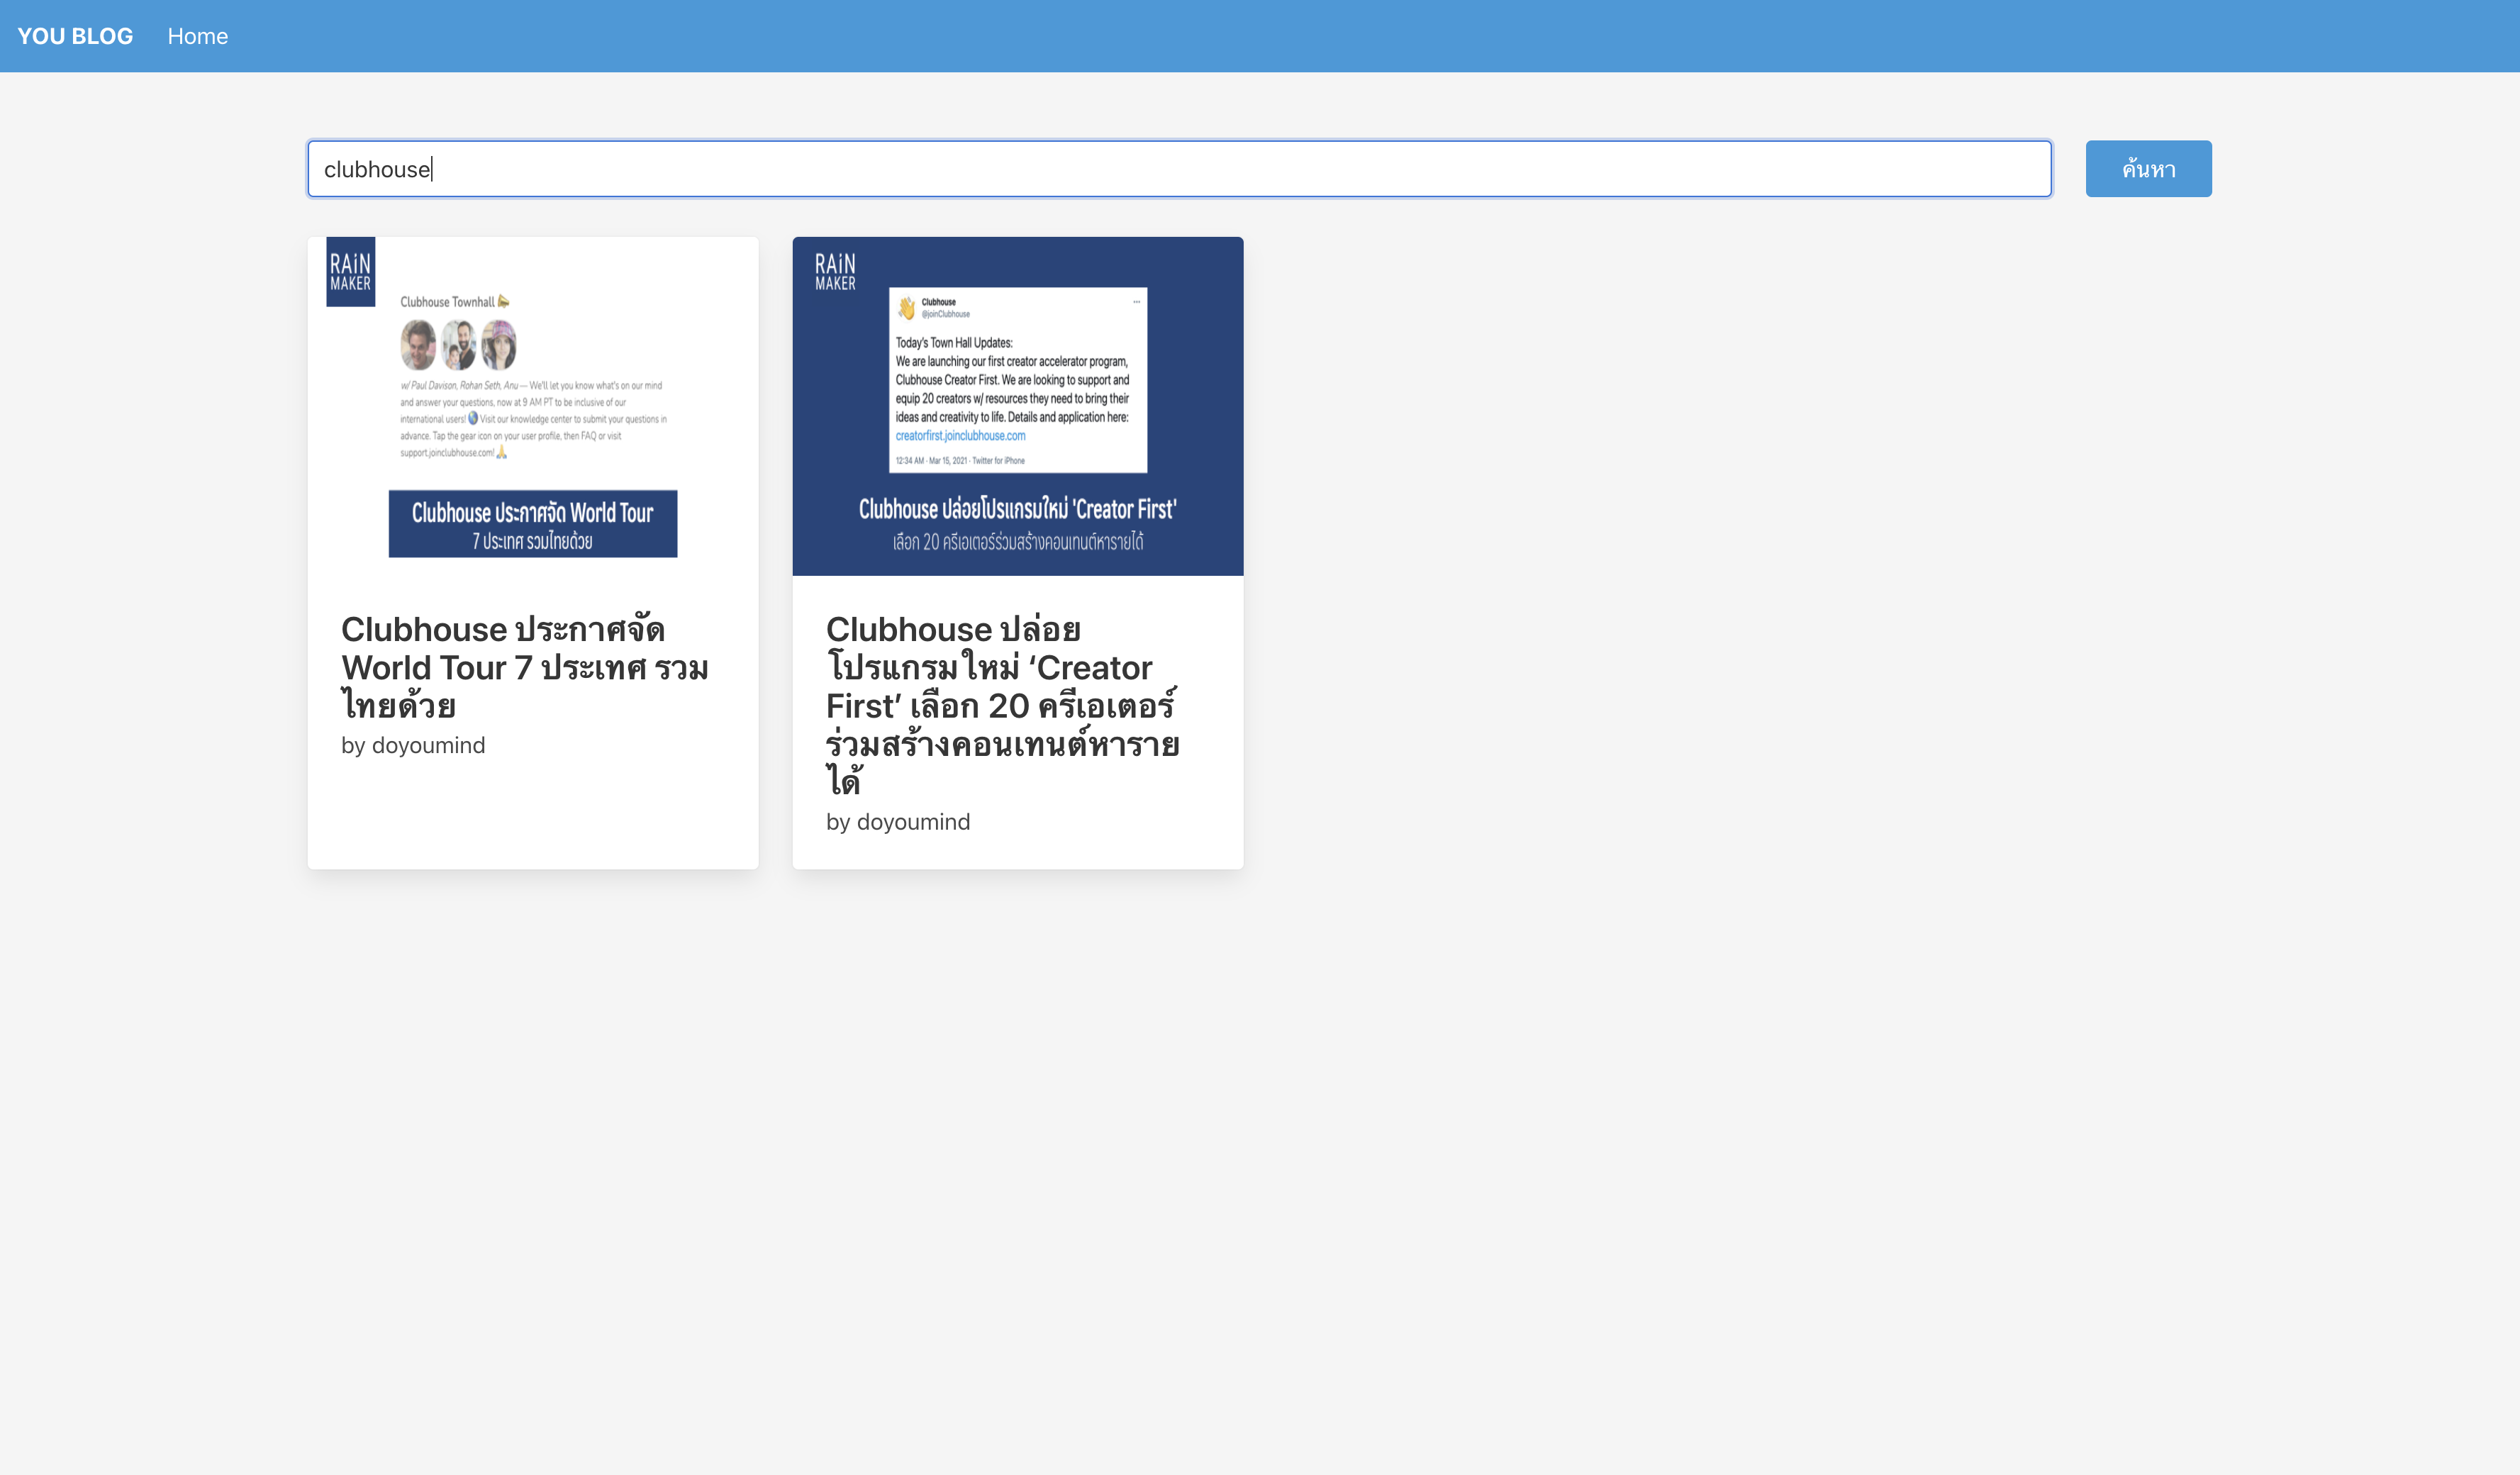 YOU BLOG
Home
clubhouse
ค้นหา
RAiN
MAKER
Clubhouse Townhall
w/ Paul Davison, Rohan Seth, Anu — We'll let you know what's on our mind
and answer your questions, now at 9 AM PT to be inclusive of our
international users! 🌎 Visit our knowledge center to submit your questions in
advance. Tap the gear icon on your user profile, then FAQ or visit
support.joinclubhouse.com! 🙏
Clubhouse ประกาศจัด World Tour
7 ประเทศ รวมไทยด้วย
Clubhouse ประกาศจัด
World Tour 7 ประเทศ รวม
ไทยด้วย
by doyoumind
RAiN
MAKER
Clubhouse
@joinClubhouse
Today's Town Hall Updates:
We are launching our first creator accelerator program,
Clubhouse Creator First. We are looking to support and
equip 20 creators w/ resources they need to bring their
ideas and creativity to life. Details and application here:
creatorfirst.joinclubhouse.com
12:34 AM · Mar 15, 2021 · Twitter for iPhone
Clubhouse ปล่อยโปรแกรมใหม่ 'Creator First'
เลือก 20 ครีเอเตอร์ร่วมสร้างคอนเทนต์หารายได้
Clubhouse ปล่อย
โปรแกรมใหม่ ‘Creator
First’ เลือก 20 ครีเอเตอร์
ร่วมสร้างคอนเทนต์หาราย
ได้
by doyoumind